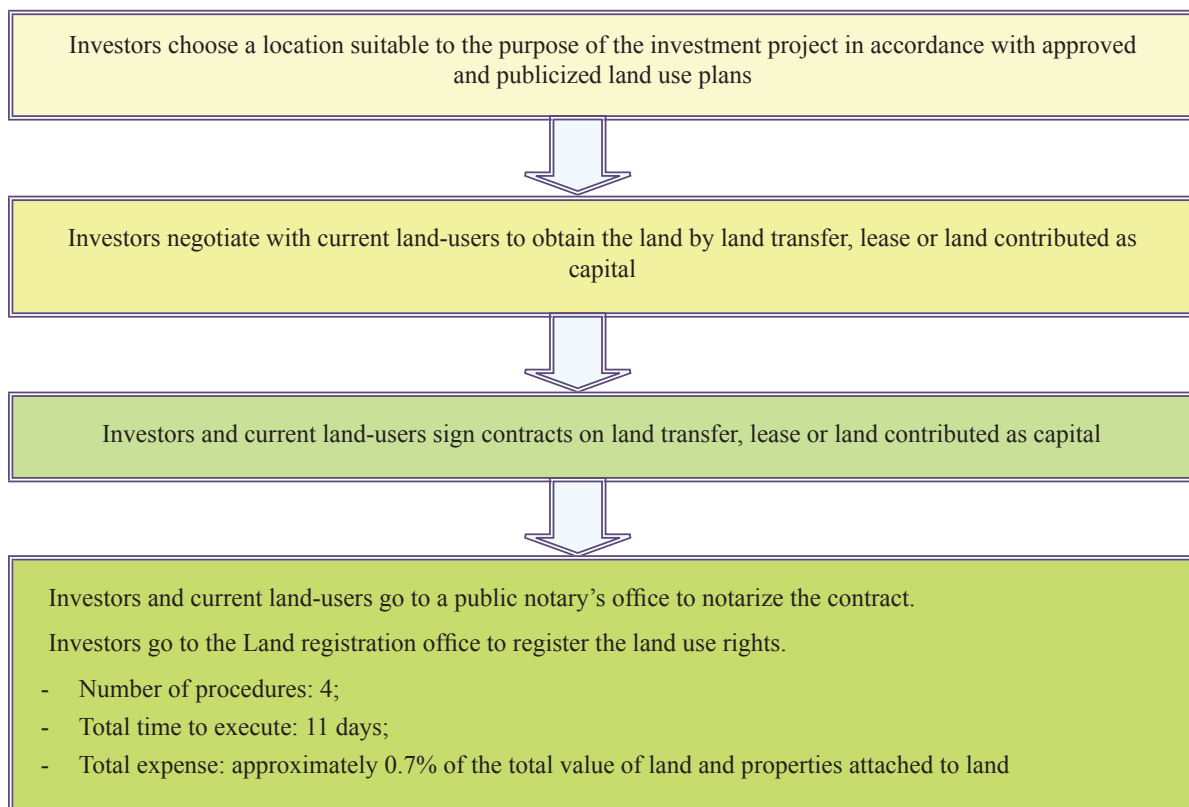 Investors choose a location suitable to the purpose of the investment project in accordance with approved
and publicized land use plans
Investors negotiate with current land-users to obtain the land by land transfer, lease or land contributed as
capital
Investors and current land-users sign contracts on land transfer, lease or land contributed as capital
Investors and current land-users go to a public notary’s office to notarize the contract.
Investors go to the Land registration office to register the land use rights.
- Number of procedures: 4;
- Total time to execute: 11 days;
- Total expense: approximately 0.7% of the total value of land and properties attached to land